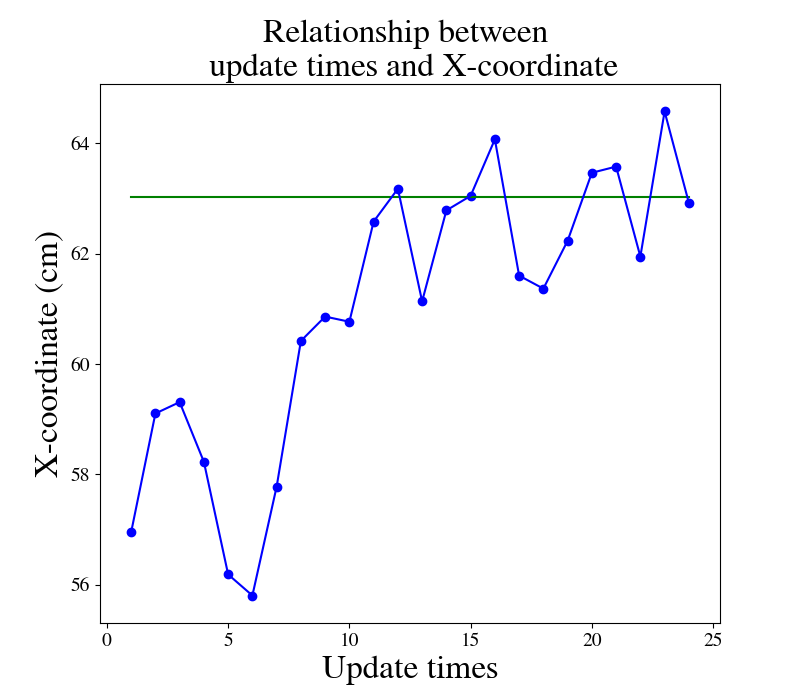 Relationship between
update times and X-coordinate
X-coordinate (cm)
64
62
60
58
56
0 5 10 15 20 25
Update times